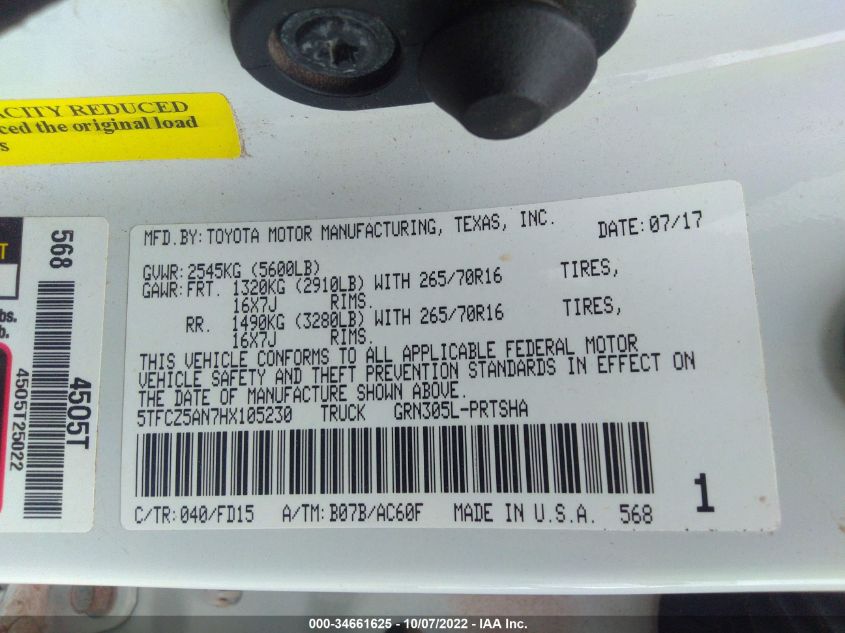 ACITY REDUCED
ced the original load
s
T
bs.
b.
568
4505T
4505T25022
MFD.BY:TOYOTA MOTOR MANUFACTURING, TEXAS, INC. DATE:07/17
GVWR:2545KG (5600LB)
GAWR:FRT. 1320KG (2910LB) WITH 265/70R16 TIRES,
16X7J RIMS.
RR. 1490KG (3280LB) WITH 265/70R16 TIRES,
16X7J RIMS.
THIS VEHICLE CONFORMS TO ALL APPLICABLE FEDERAL MOTOR
VEHICLE SAFETY AND THEFT PREVENTION STANDARDS IN EFFECT ON
THE DATE OF MANUFACTURE SHOWN ABOVE.
5TFCZ5AN7HX105230 TRUCK GRN305L-PRTSHA
C/TR:040/FD15 A/TM:B07B/AC60F MADE IN U.S.A. 568 1
000-34661625 - 10/07/2022 - IAA Inc.